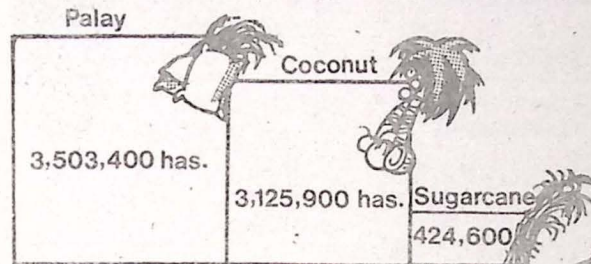 Palay
3,503,400 has.
Coconut
3,125,900 has.
Sugarcane
424,600